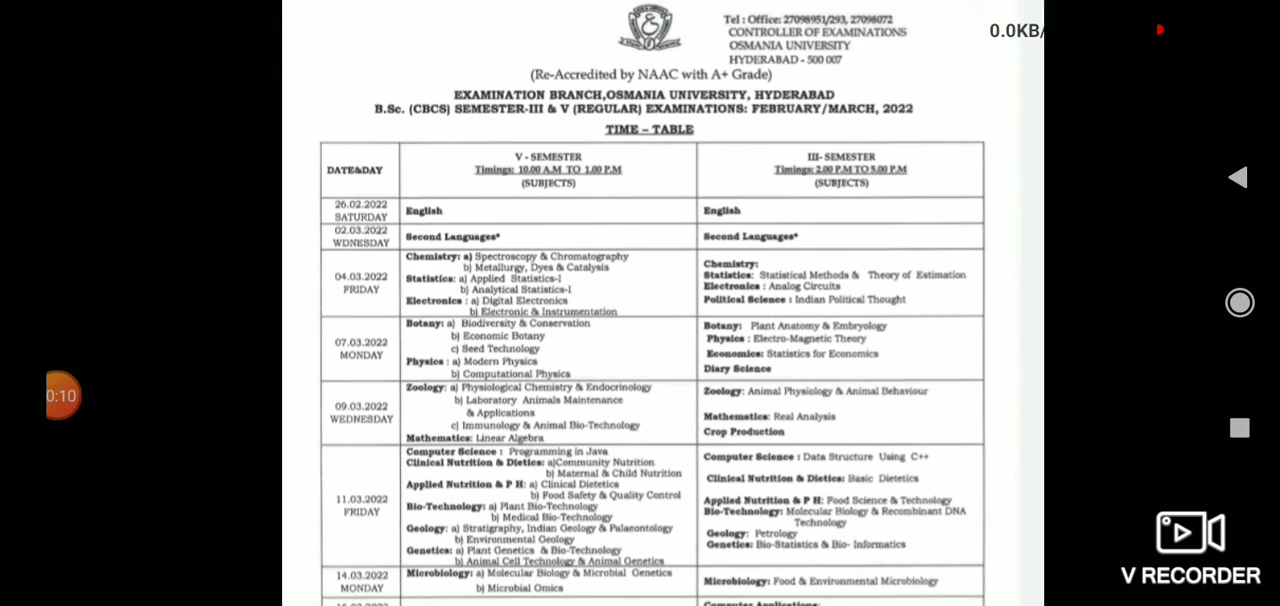 Tel : Office: 27098951/293, 27098072
0.0KB/
CONTROLLER OF EXAMINATIONS
OSMANIA UNIVERSITY
HYDERABAD - 500 007
(Re-Accredited by NAAC with A+ Grade)
EXAMINATION BRANCH,OSMANIA UNIVERSITY, HYDERABAD
B.Sc. (CBCS) SEMESTER-III & V (REGULAR) EXAMINATIONS: FEBRUARY/MARCH, 2022
TIME – TABLE
DATE&DAY
V - SEMESTER
Timings: 10.00 A.M TO 1.00 P.M
(SUBJECTS)
III- SEMESTER
Timings: 2.00 P.M TO 5.00 P.M
(SUBJECTS)
26.02.2022
SATURDAY
English
English
02.03.2022
WDNESDAY
Second Languages*
Second Languages*
04.03.2022
FRIDAY
Chemistry: a) Spectroscopy & Chromatography
b) Metallurgy, Dyes & Catalysis
Statistics: a) Applied Statistics-I
b) Analytical Statistics-I
Electronics : a) Digital Electronics
b) Electronic & Instrumentation
Chemistry:
Statistics: Statistical Methods & Theory of Estimation
Electronics : Analog Circuits
Political Science : Indian Political Thought
07.03.2022
MONDAY
Botany: a) Biodiversity & Conservation
b) Economic Botany
c) Seed Technology
Physics : a) Modern Physics
b) Computational Physics
Botany: Plant Anatomy & Embryology
Physics : Electro-Magnetic Theory
Economics: Statistics for Economics
Diary Science
09.03.2022
WEDNESDAY
Zoology: a) Physiological Chemistry & Endocrinology
b) Laboratory Animals Maintenance
& Applications
c) Immunology & Animal Bio-Technology
Mathematics: Linear Algebra
Zoology: Animal Physiology & Animal Behaviour
Mathematics: Real Analysis
Crop Production
0:10
11.03.2022
FRIDAY
Computer Science : Programming in Java
Clinical Nutrition & Dietics: a)Community Nutrition
b) Maternal & Child Nutrition
Applied Nutrition & P H: a) Clinical Dietetics
b) Food Safety & Quality Control
Bio-Technology: a) Plant Bio-Technology
b) Medical Bio-Technology
Geology: a) Stratigraphy, Indian Geology & Palaeontology
b) Environmental Geology
Genetics: a) Plant Genetics & Bio-Technology
b) Animal Cell Technology & Animal Genetics
Computer Science : Data Structure Using C++
Clinical Nutrition & Dietics: Basic Dietetics
Applied Nutrition & P H: Food Science & Technology
Bio-Technology: Molecular Biology & Recombinant DNA
Technology
Geology: Petrology
Genetics: Bio-Statistics & Bio- Informatics
14.03.2022
MONDAY
Microbiology: a) Molecular Biology & Microbial Genetics
b) Microbial Omics
Microbiology: Food & Environmental Microbiology
Computer Applications:
V RECORDER